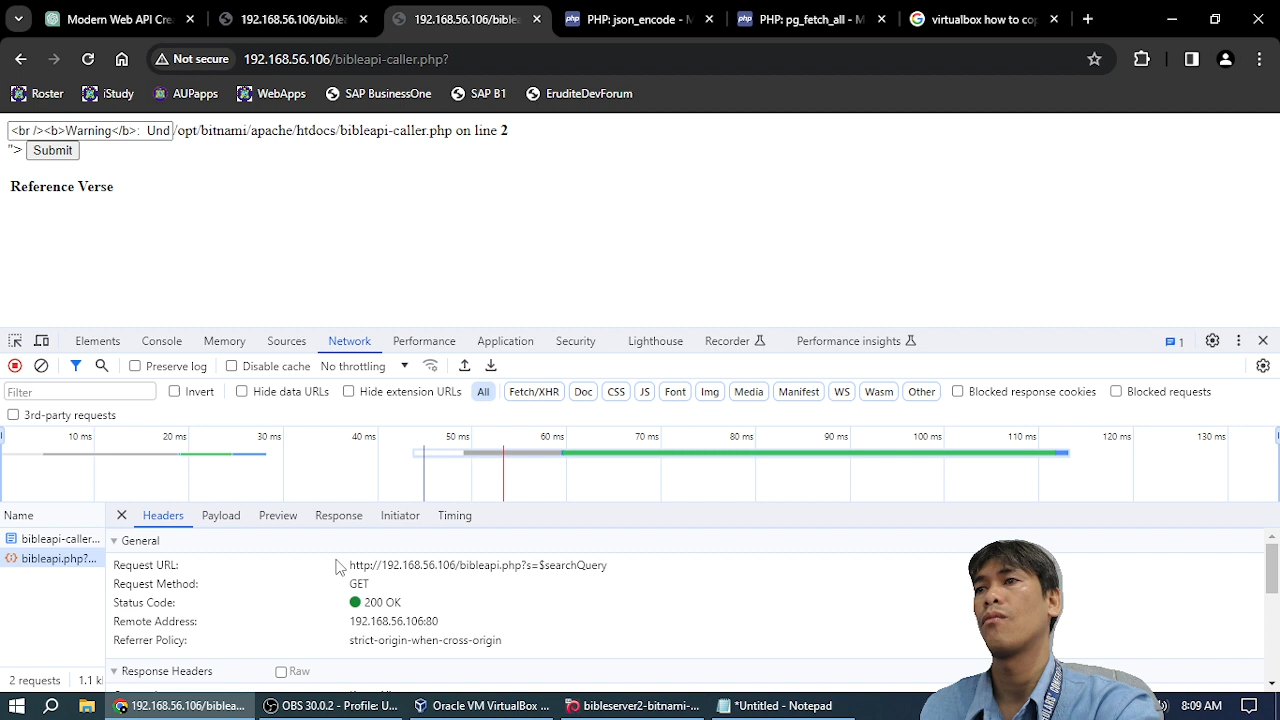 Modern Web API Cre
192.168.56.106/bible
192.168.56.106/bible
PHP: json_encode - M
PHP: pg_fetch_all - M
virtualbox how to cop
Not secure
192.168.56.106/bibleapi-caller.php?
Roster
iStudy
AUPapps
WebApps
SAP BusinessOne
SAP B1
EruditeDevForum
<br /><b>Warning</b>:  Und/opt/bitnami/apache/htdocs/bibleapi-caller.php on line 2
"> Submit
Reference Verse
Elements Console Memory Sources Network Performance Application Security Lighthouse Recorder Performance insights 1
Preserve log Disable cache No throttling
Filter Invert Hide data URLs Hide extension URLs All Fetch/XHR Doc CSS JS Font Img Media Manifest WS Wasm Other Blocked response cookies Blocked requests
3rd-party requests
10 ms 20 ms 30 ms 40 ms 50 ms 60 ms 70 ms 80 ms 90 ms 100 ms 110 ms 120 ms 130 ms
Name Headers Payload Preview Response Initiator Timing
bibleapi-caller...
bibleapi.php?...
General
Request URL: http://192.168.56.106/bibleapi.php?s=$searchQuery
Request Method: GET
Status Code: 200 OK
Remote Address: 192.168.56.106:80
Referrer Policy: strict-origin-when-cross-origin
Response Headers Raw
2 requests 1.1 k
192.168.56.106/biblea...
OBS 30.0.2 - Profile: U...
Oracle VM VirtualBox ...
bibleserver2-bitnami-...
*Untitled - Notepad
8:09 AM